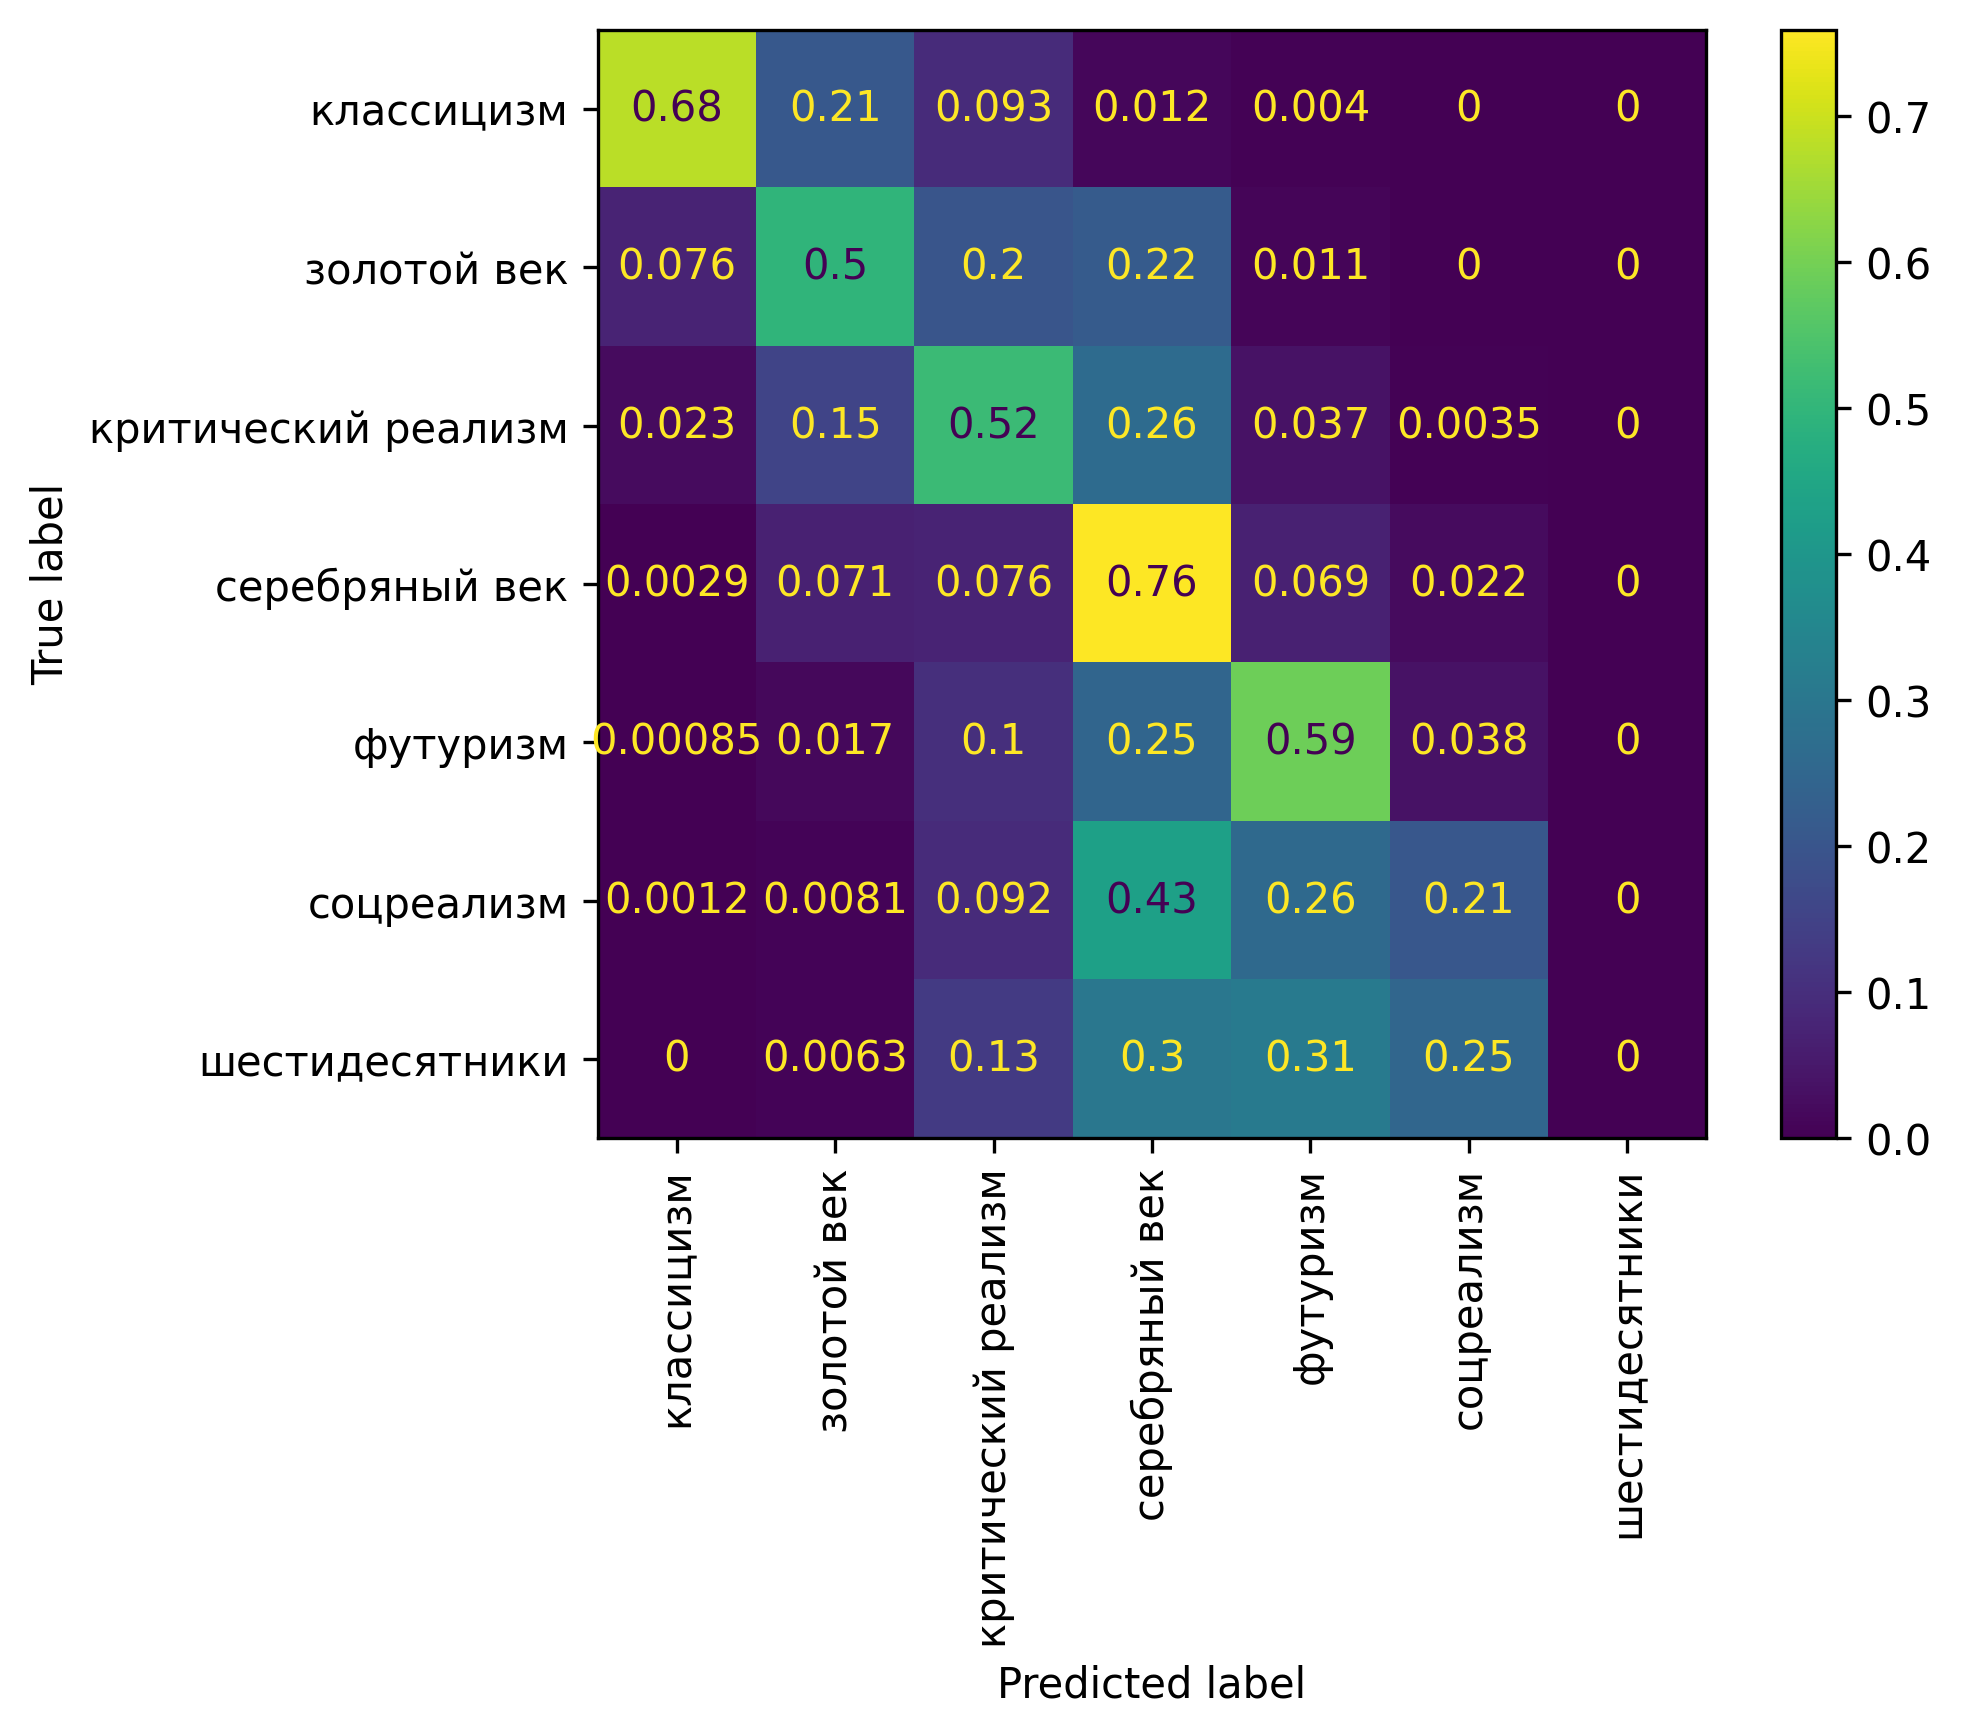 классицизм 0.68 0.21 0.093 0.012 0.004 0 0
золотой век 0.076 0.5 0.2 0.22 0.011 0 0
критический реализм 0.023 0.15 0.52 0.26 0.037 0.0035 0
серебряный век 0.0029 0.071 0.076 0.76 0.069 0.022 0
футуризм 0.00085 0.017 0.1 0.25 0.59 0.038 0
соцреализм 0.0012 0.0081 0.092 0.43 0.26 0.21 0
шестидесятники 0 0.0063 0.13 0.3 0.31 0.25 0
True label
классицизм
золотой век
критический реализм
серебряный век
футуризм
соцреализм
шестидесятники
Predicted label
0.7
0.6
0.5
0.4
0.3
0.2
0.1
0.0